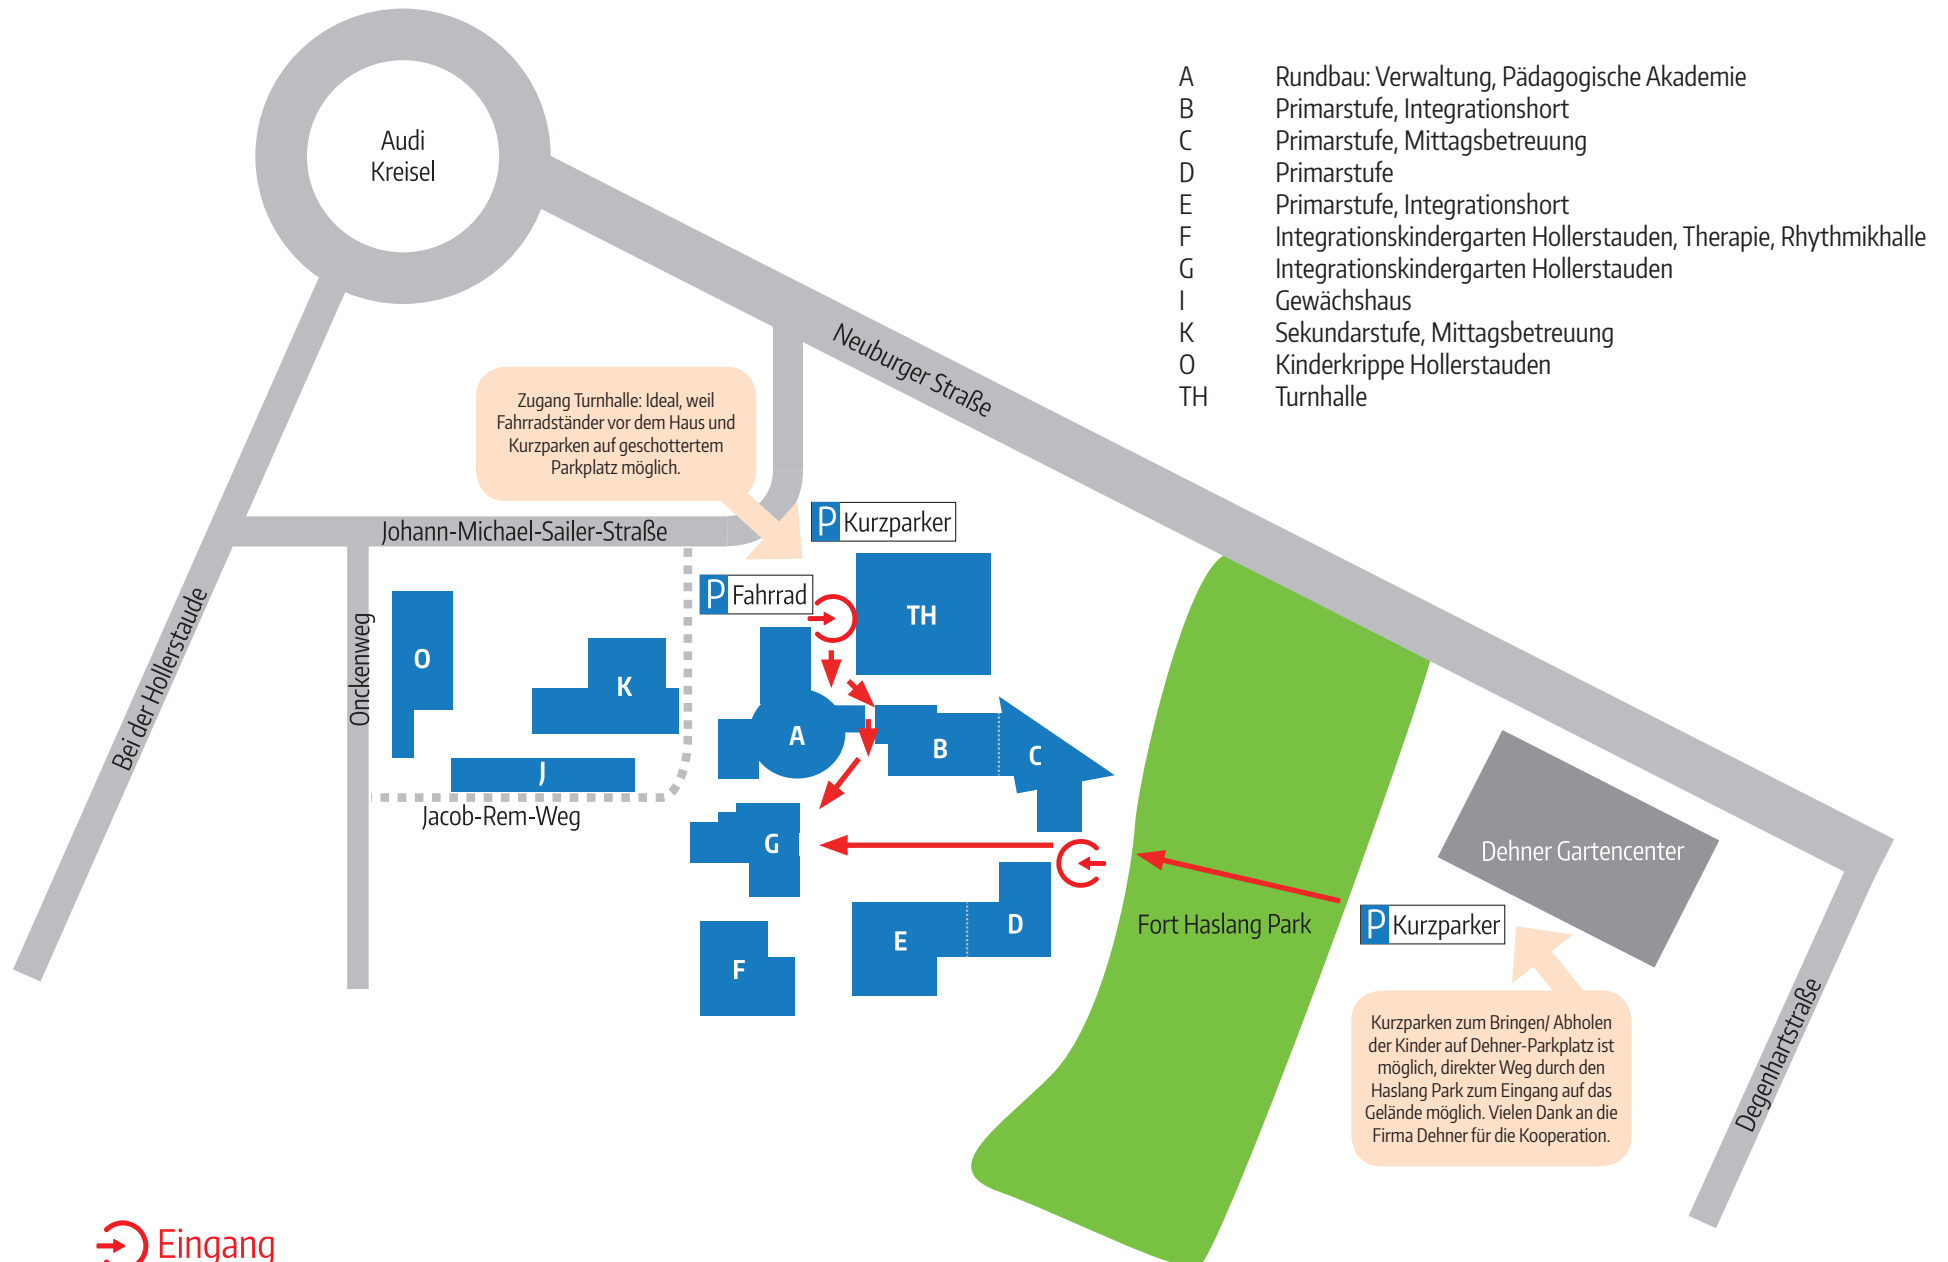 Audi
Kreisel
A Rundbau: Verwaltung, Pädagogische Akademie
B Primarstufe, Integrationshort
C Primarstufe, Mittagsbetreuung
D Primarstufe
E Primarstufe, Integrationshort
F Integrationskindergarten Hollerstauden, Therapie, Rhythmikhalle
G Integrationskindergarten Hollerstauden
I Gewächshaus
K Sekundarstufe, Mittagsbetreuung
O Kinderkrippe Hollerstauden
TH Turnhalle
Neuburger Straße
Zugang Turnhalle: Ideal, weil
Fahrradständer vor dem Haus und
Kurzparken auf geschottertem
Parkplatz möglich.
P Kurzparker
Johann-Michael-Sailer-Straße
P Fahrrad
TH
Bei der Hollerstaude
Onckenweg
O
K
A
B
C
J
Jacob-Rem-Weg
G
Dehner Gartencenter
D
E
F
Fort Haslang Park
P Kurzparker
Kurzparken zum Bringen/ Abholen
der Kinder auf Dehner-Parkplatz ist
möglich, direkter Weg durch den
Haslang Park zum Eingang auf das
Gelände möglich. Vielen Dank an die
Firma Dehner für die Kooperation.
Degenhartstraße
Eingang